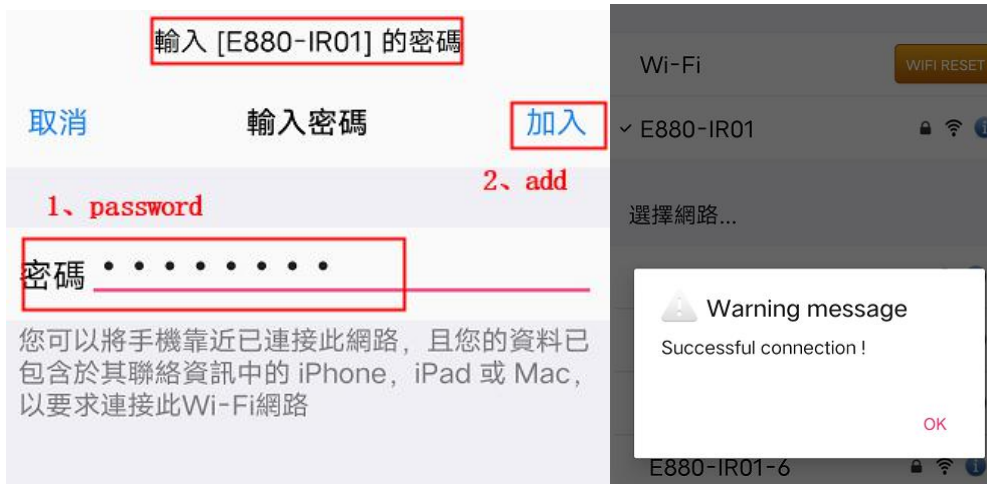 輸入 [E880-IR01] 的密碼
取消
輸入密碼
加入
2、add
1、password
密碼 ••••••••
您可以將手機靠近已連接此網路，且您的資料已
包含於其聯絡資訊中的 iPhone，iPad 或 Mac，
以要求連接此Wi-Fi網路
Wi-Fi
WIFI RESET
E880-IR01
選擇網路...
Warning message
Successful connection !
OK
E880-IR01-6